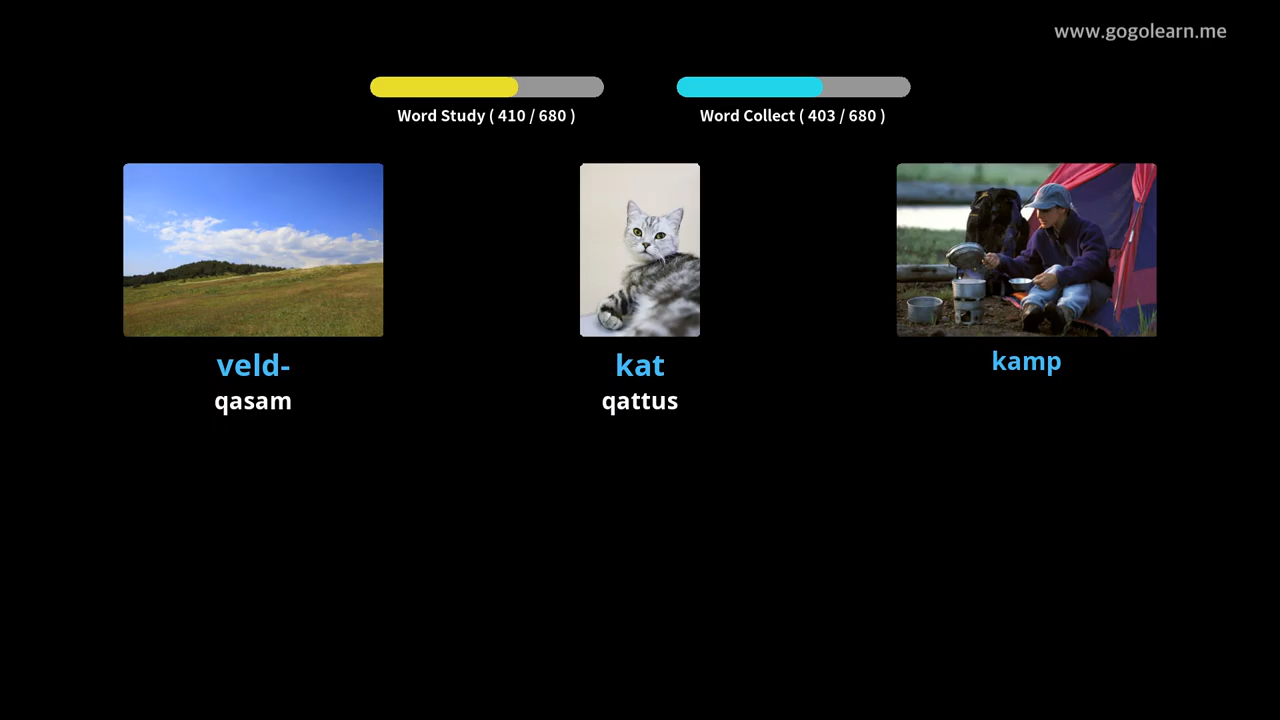 www.gogolearn.me
Word Study ( 410 / 680 )
Word Collect ( 403 / 680 )
veld-
qasam
kat
qattus
kamp